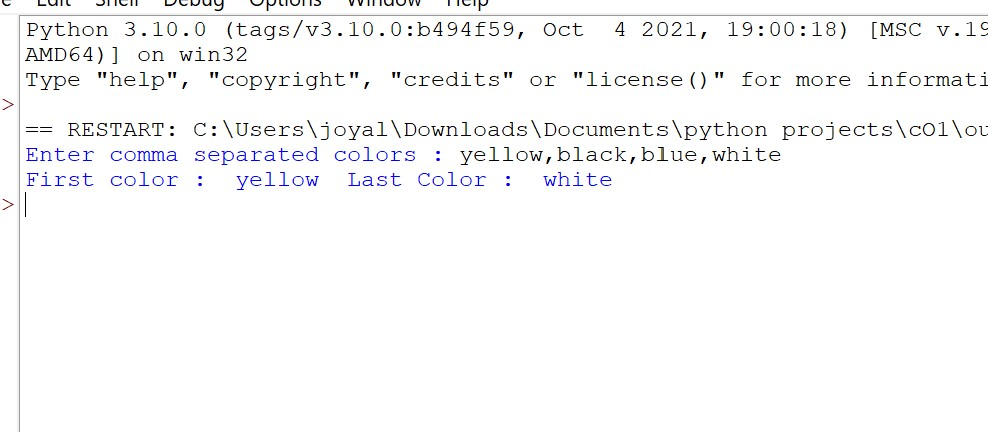 Edit Shell Debug Options Window Help
Python 3.10.0 (tags/v3.10.0:b494f59, Oct  4 2021, 19:00:18) [MSC v.19
AMD64)] on win32
Type "help", "copyright", "credits" or "license()" for more informati
>
== RESTART: C:\Users\joyal\Downloads\Documents\python projects\cO1\ou
Enter comma separated colors : yellow,black,blue,white
First color :  yellow  Last Color :  white
>